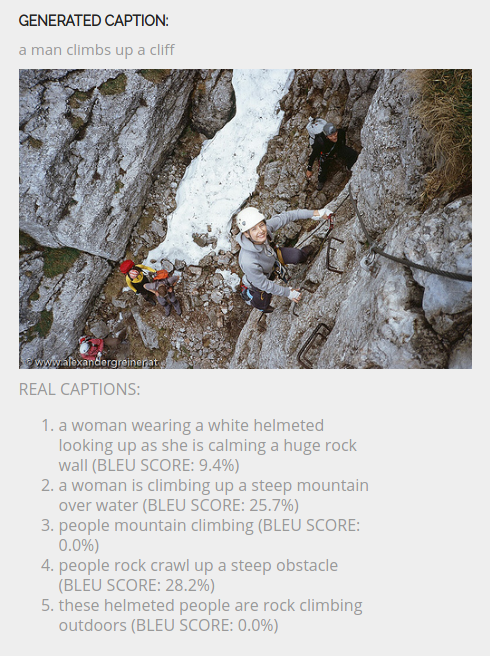 GENERATED CAPTION:
a man climbs up a cliff
© www.alexandergreiner.at
REAL CAPTIONS:
1. a woman wearing a white helmeted
looking up as she is calming a huge rock
wall (BLEU SCORE: 9.4%)
2. a woman is climbing up a steep mountain
over water (BLEU SCORE: 25.7%)
3. people mountain climbing (BLEU SCORE:
0.0%)
4. people rock crawl up a steep obstacle
(BLEU SCORE: 28.2%)
5. these helmeted people are rock climbing
outdoors (BLEU SCORE: 0.0%)